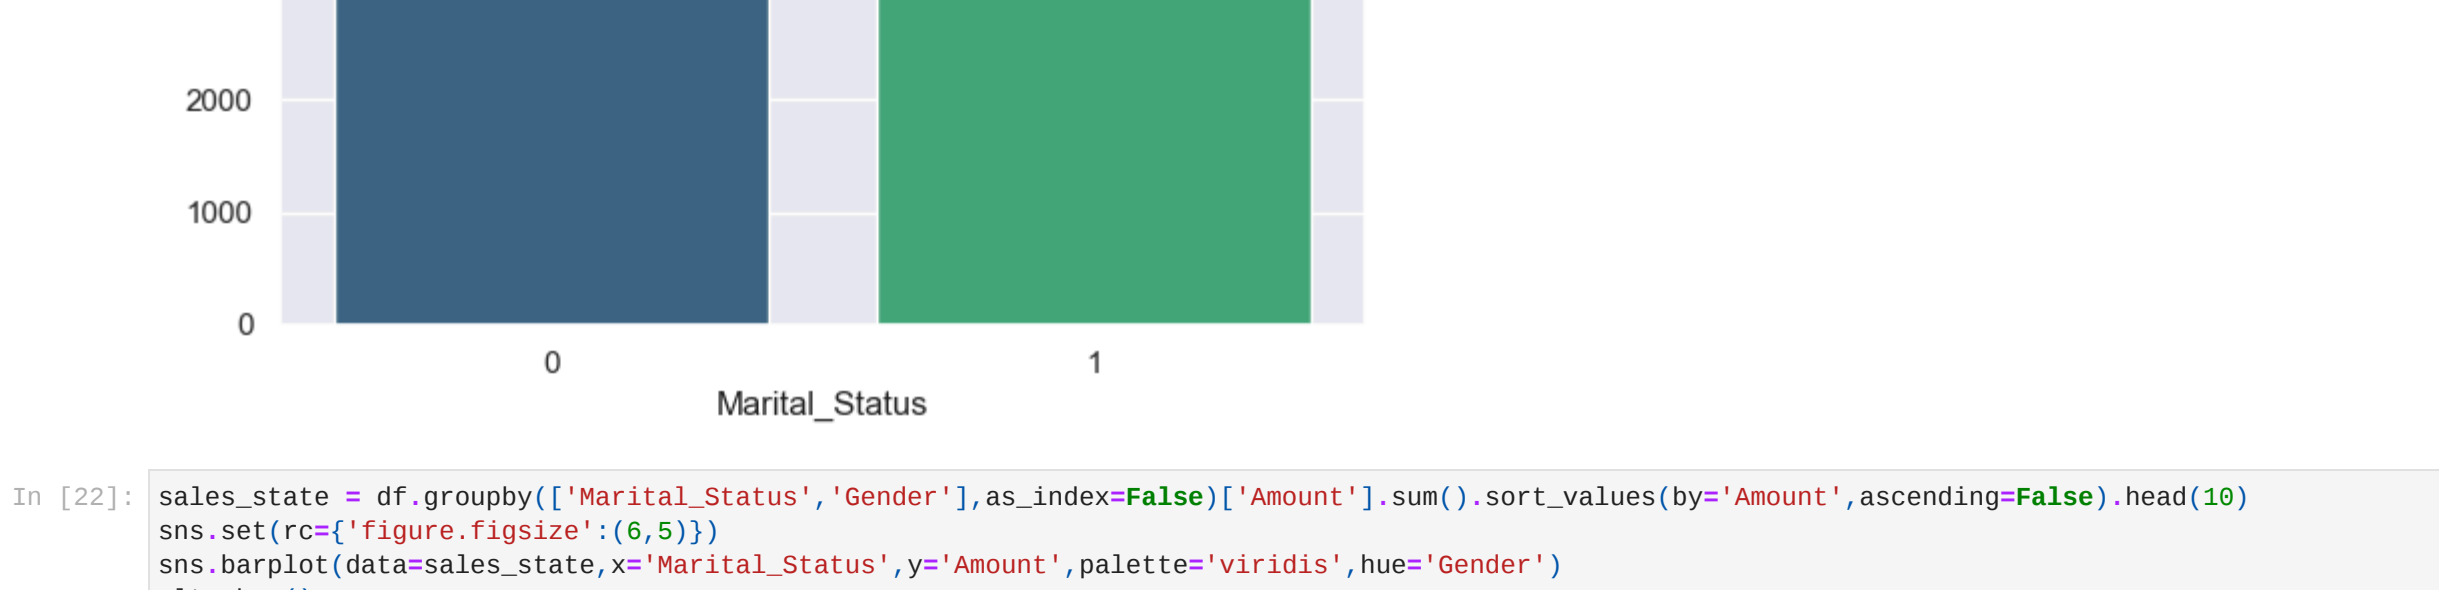 2000
1000
0
0 1
Marital_Status
In [22]: sales_state = df.groupby(['Marital_Status','Gender'],as_index=False)['Amount'].sum().sort_values(by='Amount',ascending=False).head(10)
sns.set(rc={'figure.figsize':(6,5)})
sns.barplot(data=sales_state,x='Marital_Status',y='Amount',palette='viridis',hue='Gender')